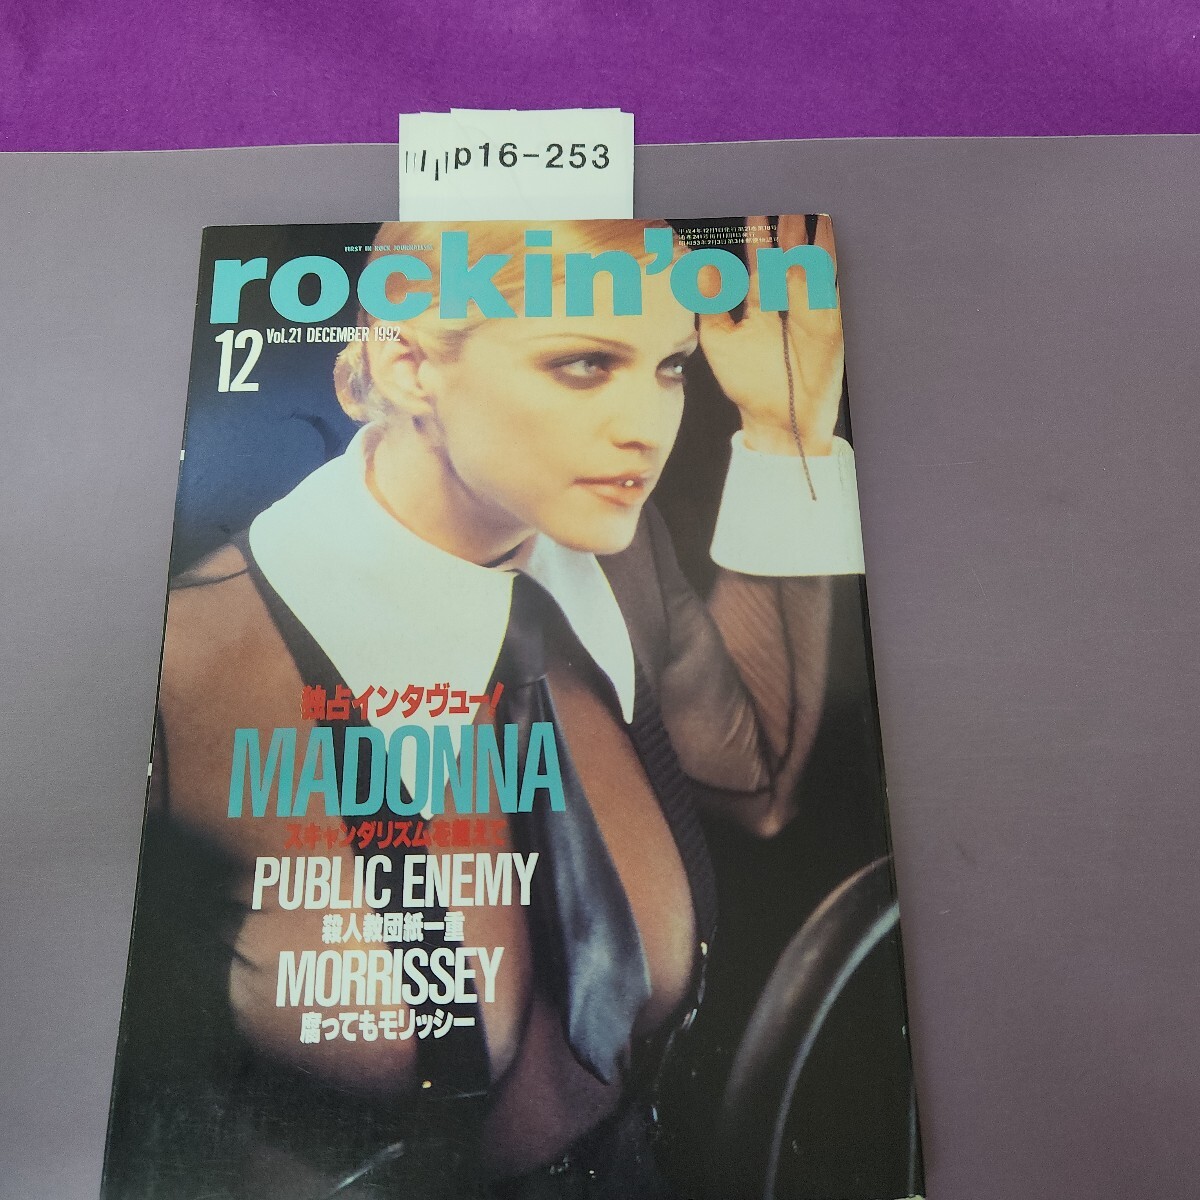 p16-253
FIRST IN ROCK JOURNALISM
rockin'on
12
Vol.21 DECEMBER 1992
独占インタヴュー!
MADONNA
スキャンダリズムを超えて
PUBLIC ENEMY
殺人教団紙一重
MORRISSEY
腐ってもモリッシー